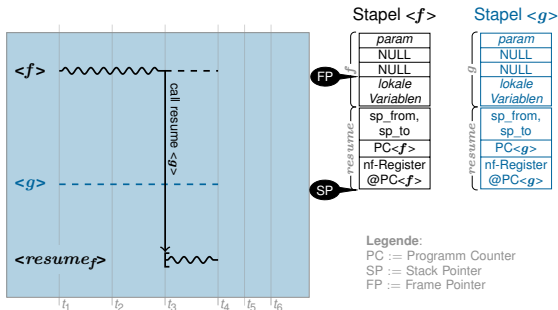 Stapel <f>
Stapel <g>
<f>
<g>
<resume_f>
call resume <g>
t1
t2
t3
t4
t5
t6
FP
SP
f
resume
param
NULL
NULL
lokale
Variablen
sp_from,
sp_to
PC<f>
nf-Register
@PC<f>
g
resume
param
NULL
NULL
lokale
Variablen
sp_from,
sp_to
PC<g>
nf-Register
@PC<g>
Legende:
PC := Programm Counter
SP := Stack Pointer
FP := Frame Pointer